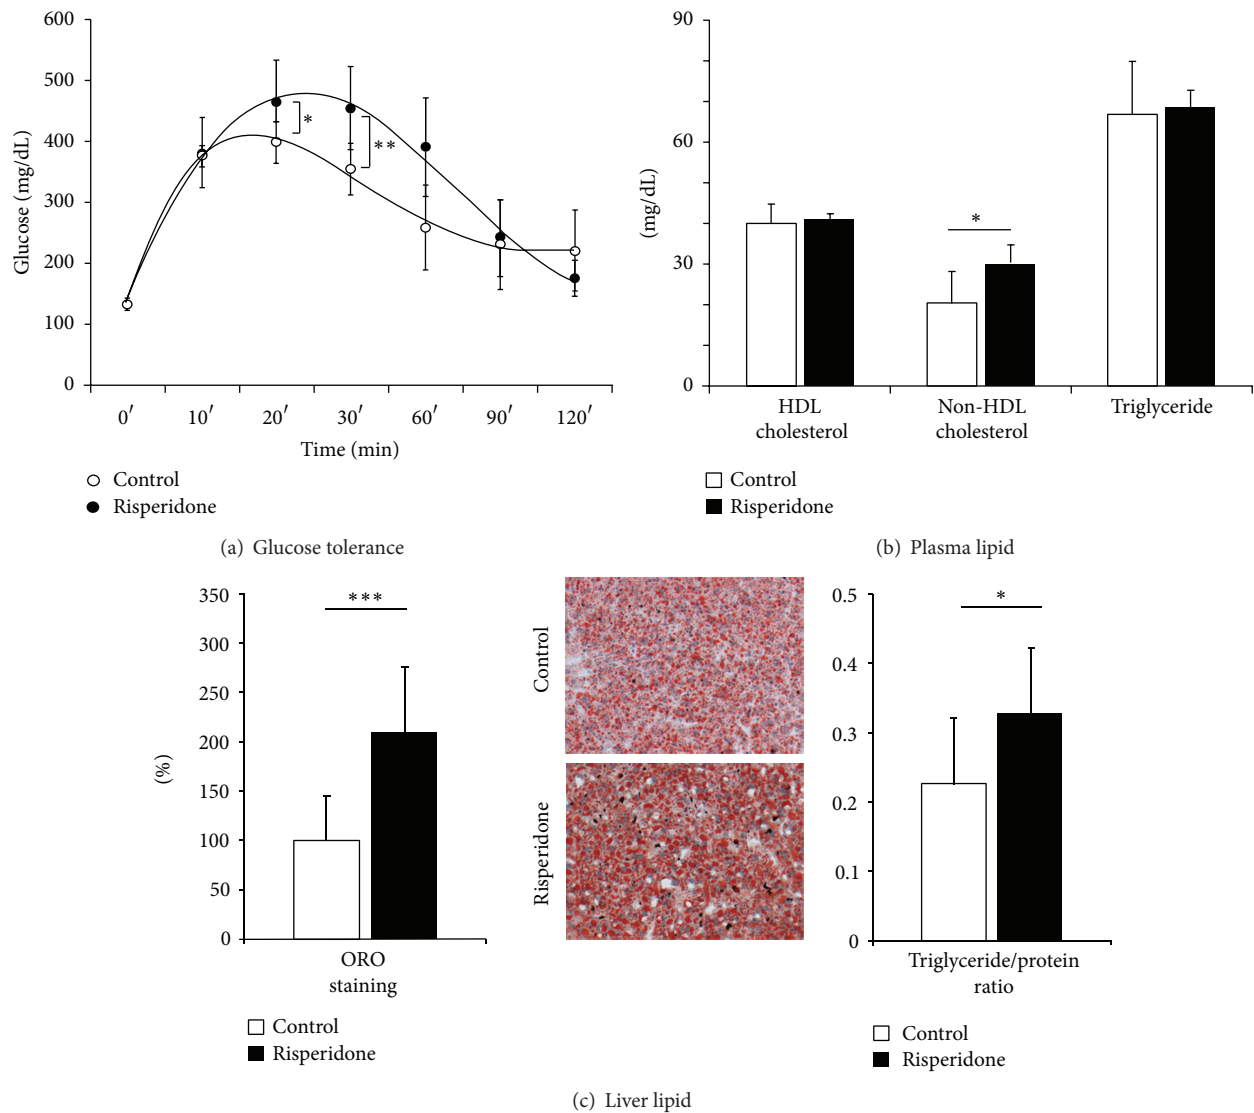 600
500
400
300
200
100
0
Glucose (mg/dL)
*
**
0′ 10′ 20′ 30′ 60′ 90′ 120′
Time (min)
Control
Risperidone
(a) Glucose tolerance
90
60
30
0
(mg/dL)
*
HDL
cholesterol
Non-HDL
cholesterol
Triglyceride
Control
Risperidone
(b) Plasma lipid
350
300
250
200
150
100
50
0
(%)
***
ORO
staining
Control
Risperidone
Control
Risperidone
0.5
0.4
0.3
0.2
0.1
0
*
Triglyceride/protein
ratio
Control
Risperidone
(c) Liver lipid